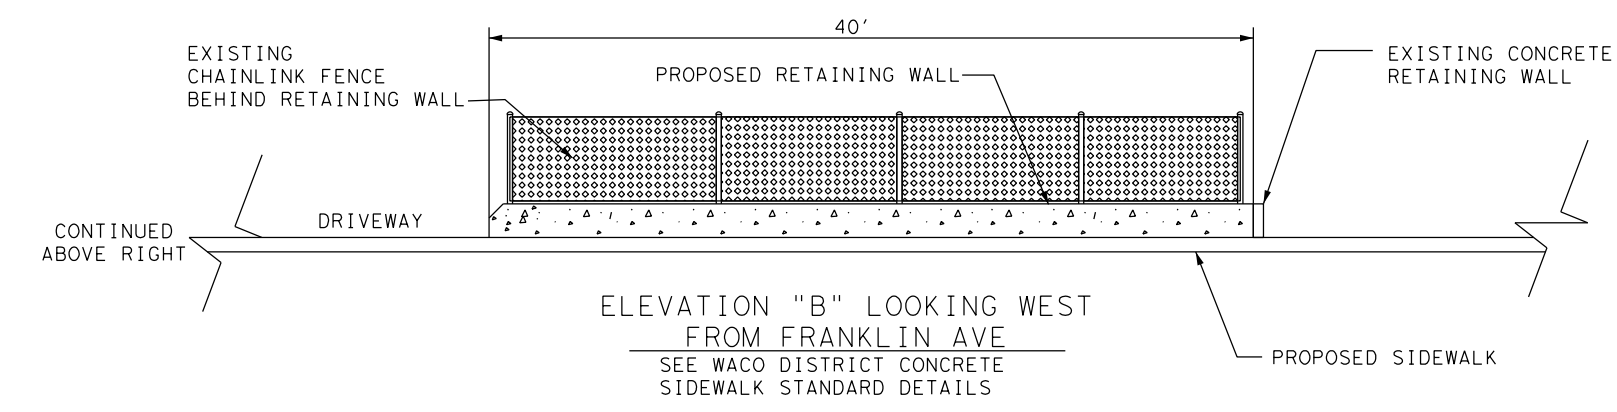 40'
EXISTING
CHAINLINK FENCE
BEHIND RETAINING WALL
PROPOSED RETAINING WALL
EXISTING CONCRETE
RETAINING WALL
DRIVEWAY
CONTINUED
ABOVE RIGHT
ELEVATION "B" LOOKING WEST
FROM FRANKLIN AVE
SEE WACO DISTRICT CONCRETE
SIDEWALK STANDARD DETAILS
PROPOSED SIDEWALK